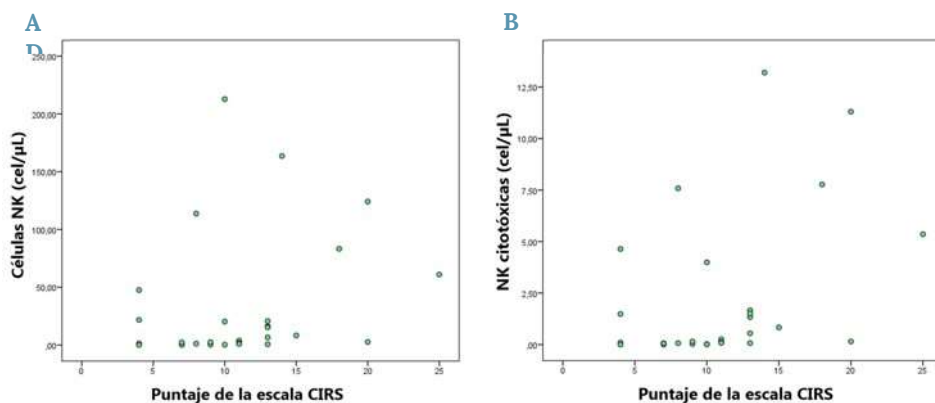 A
B
D
250,00
200,00
150,00
100,00
50,00
,00
Células NK (cel/µL)
0 5 10 15 20 25
Puntaje de la escala CIRS
12,50
10,00
7,50
5,00
2,50
,00
NK citotóxicas (cel/µL)
0 5 10 15 20 25
Puntaje de la escala CIRS